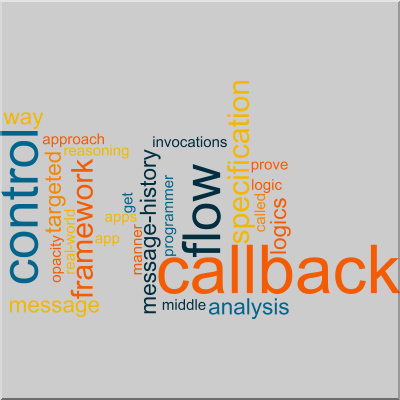 way
control
approach
reasoning
targeted
opacity
real-world
framework
apps
app
get
manner
message-history
programmer
invocations
flow
specification
prove
logic
called
logics
callback
message
middle
analysis